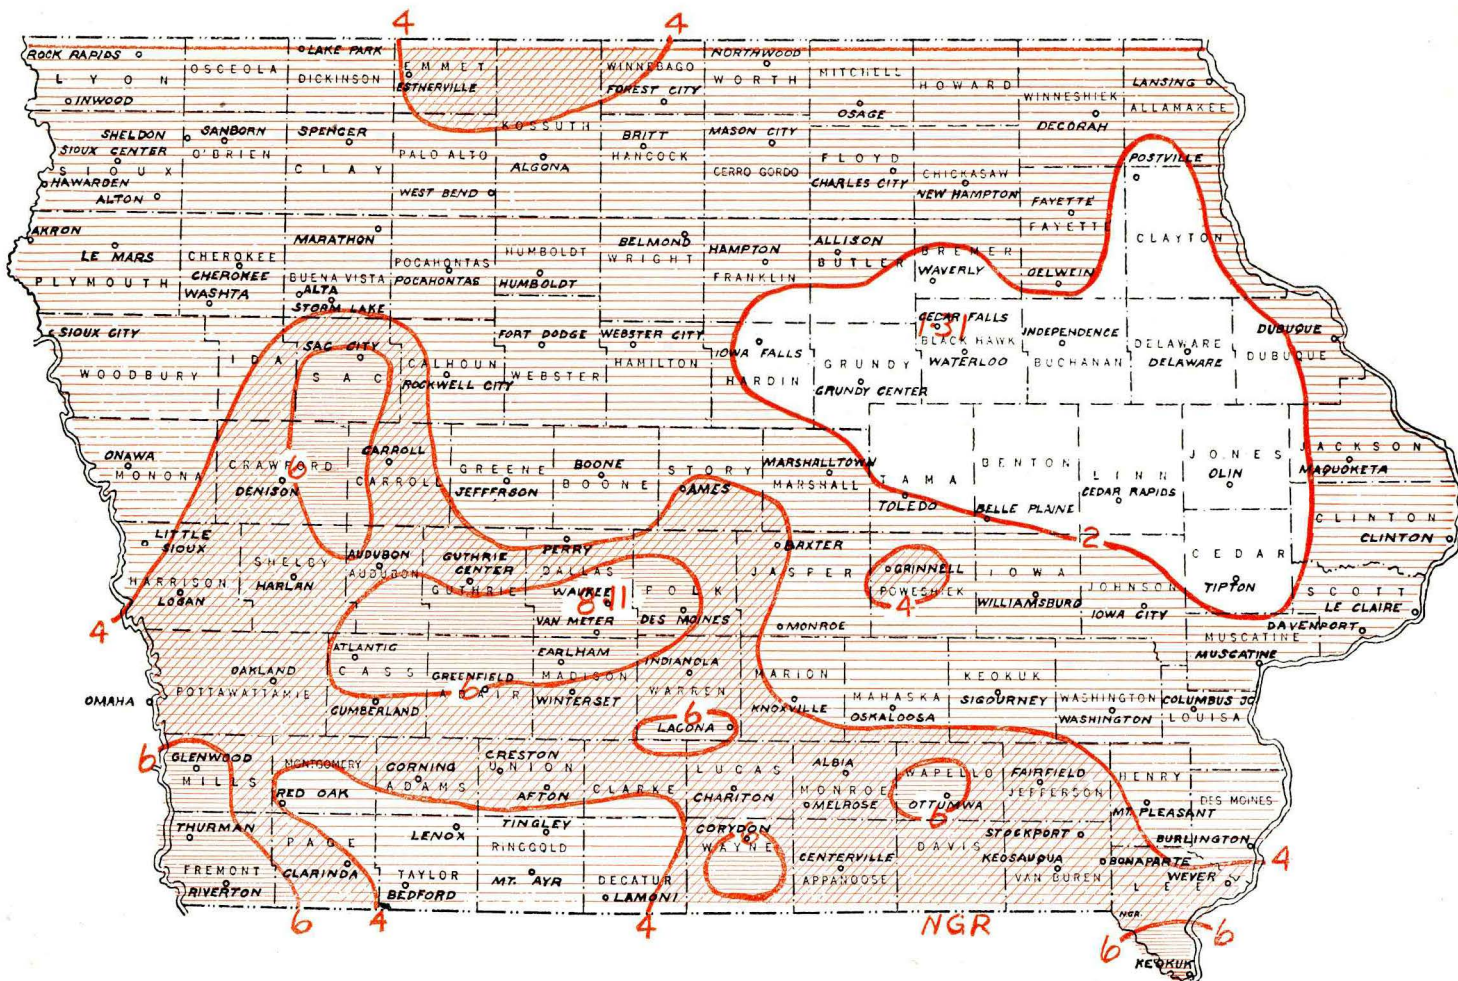 4 4
ROCK RAPIDS LAKE PARK NORTHWOOD
LYON OSCEOLA DICKINSON EMMET WINNEBAGO WORTH MITCHELL HOWARD LANSING
ESTHERVILLE FOREST CITY WINNESHIEK ALLAMAKEE
INWOOD OSAGE DECORAH
SHELDON SANBORN SPENCER KOSSUTH BRITT MASON CITY
SIOUX CENTER O'BRIEN PALO ALTO HANCOCK FLOYD POSTVILLE
SIOUX CLAY ALGONA CERRO GORDO CHICKASAW
HAWARDEN WEST BEND CHARLES CITY NEW HAMPTON
ALTON FAYETTE
AKRON MARATHON BELMOND HAMPTON ALLISON BREMER FAYETTE CLAYTON
LE MARS CHEROKEE POCAHONTAS HUMBOLDT WRIGHT BUTLER
PLYMOUTH CHEROKEE BUENA VISTA POCAHONTAS HUMBOLDT FRANKLIN WAVERLY OELWEIN
WASHTA ALTA
STORM LAKE
SIOUX CITY FORT DODGE WEBSTER CITY CEDAR FALLS INDEPENDENCE DUBUQUE
1.31
SAC CITY IOWA FALLS BLACK HAWK DELAWARE
IDA CALHOUN HAMILTON GRUNDY WATERLOO BUCHANAN DELAWARE DUBUQUE
WOODBURY SAC ROCKWELL CITY WEBSTER HARDIN GRUNDY CENTER
ONAWA CARROLL BOONE STORY MARSHALLTOWN BENTON JONES JACKSON
MONONA CRAWFORD 6 CARROLL GREENE BOONE MARSHALL TAMA LINN OLIN MAQUOKETA
DENISON JEFFERSON AMES TOLEDO CEDAR RAPIDS
BELLE PLAINE CLINTON
LITTLE SIOUX PERRY BAXTER 2 CLINTON
SHELBY AUDUBON GUTHRIE CENTER DALLAS CEDAR
HARRISON HARLAN AUDUBON GUTHRIE WAUKEE POLK JASPER GRINNELL IOWA JOHNSON TIPTON
LOGAN 8.11 POWESHIEK SCOTT
4 4 WILLIAMSBURG IOWA CITY LE CLAIRE
VAN METER DES MOINES MONROE DAVENPORT
ATLANTIC EARLHAM MUSCATINE
OAKLAND CASS MADISON INDIANOLA MARION KEOKUK MUSCATINE
POTTAWATTAMIE GREENFIELD 6 ADAIR WARREN MAHASKA SIGOURNEY WASHINGTON COLUMBUS JC
OMAHA CUMBERLAND WINTERSET KNOXVILLE OSKALOOSA WASHINGTON LOUISA
6
LACONA
6 GLENWOOD CRESTON ALBIA
MILLS MONTGOMERY CORNING UNION LUCAS WAPELLO FAIRFIELD HENRY
ADAMS MONROE JEFFERSON
RED OAK AFTON CLARKE CHARITON MELROSE OTTUMWA DES MOINES
6 MT. PLEASANT
THURMAN LENOX TINGLEY CORYDON STOCKPORT BURLINGTON
PAGE RINGGOLD 6 WAYNE DAVIS
CENTERVILLE KEOSAUQUA BONAPARTE 4
FREMONT CLARINDA TAYLOR MT. AYR DECATUR APPANOOSE VAN BUREN LEE WEVER
RIVERTON BEDFORD LAMONI
6 4 4 NGR NGR
6 6
KEOKUK